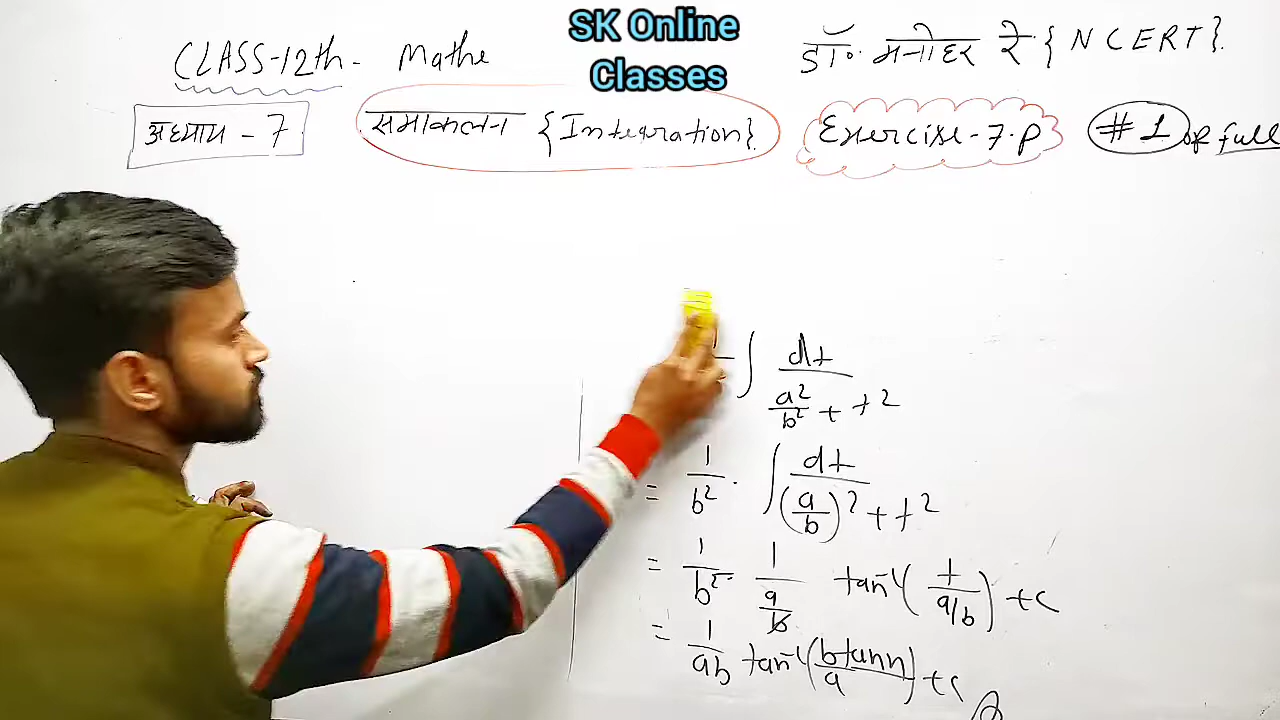 SK Online
Classes
CLASS-12th - Mathe डॉ. मनोहर रे {NCERT}.
अध्याय - 7 समाकलन {Integration}. Exercise-7.P #1 of full
∫ dt / (a²/b² + t²)
= 1/b² . ∫ dt / ((a/b)² + t²)
= 1/b² . 1/(a/b) tan⁻¹( t / a/b ) + c
= 1/ab tan⁻¹( b tan n / a ) + c